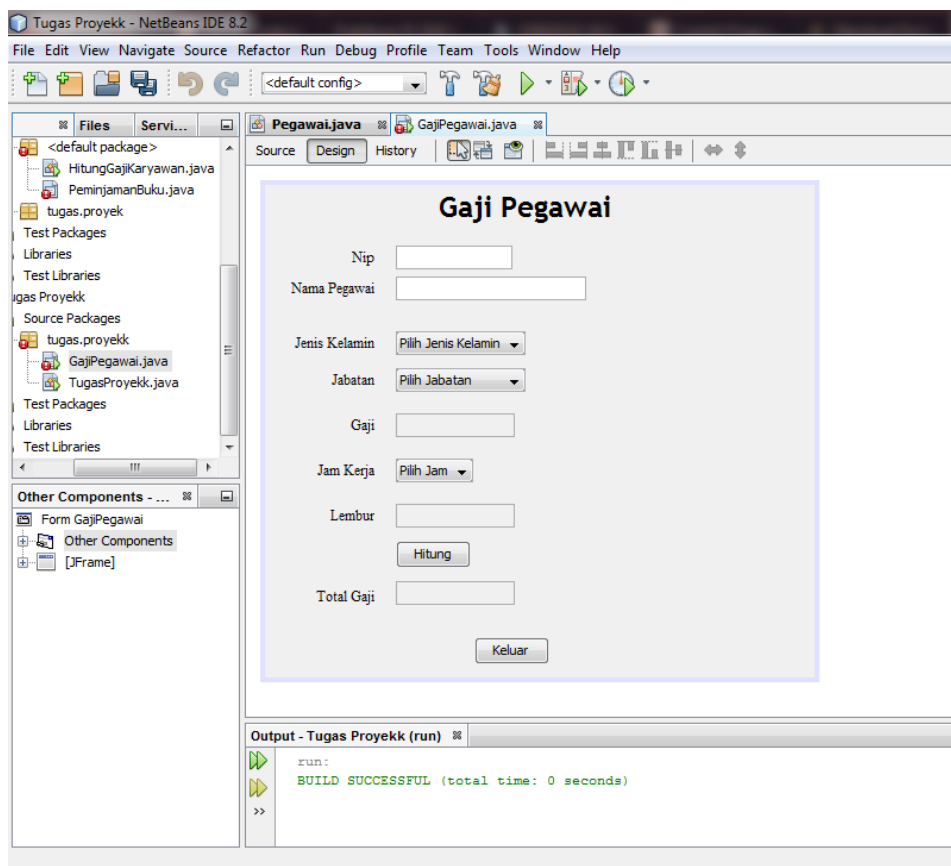 Tugas Proyekk - NetBeans IDE 8.2
File Edit View Navigate Source Refactor Run Debug Profile Team Tools Window Help
<default config>
Files Servi...
<default package>
HitungGajiKaryawan.java
PeminjamanBuku.java
tugas.proyek
Test Packages
Libraries
Test Libraries
ugas Proyekk
Source Packages
tugas.proyekk
GajiPegawai.java
TugasProyekk.java
Test Packages
Libraries
Test Libraries
Other Components - ...
Form GajiPegawai
Other Components
[JFrame]
Pegawai.java GajiPegawai.java
Source Design History
Gaji Pegawai
Nip
Nama Pegawai
Jenis Kelamin Pilih Jenis Kelamin
Jabatan Pilih Jabatan
Gaji
Jam Kerja Pilih Jam
Lembur
Hitung
Total Gaji
Keluar
Output - Tugas Proyekk (run)
run:
BUILD SUCCESSFUL (total time: 0 seconds)